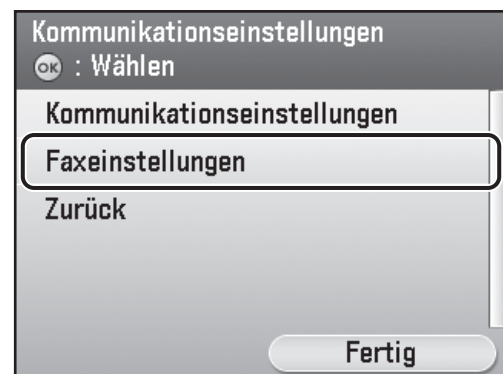 Kommunikationseinstellungen
OK : Wählen
Kommunikationseinstellungen
Faxeinstellungen
Zurück
Fertig